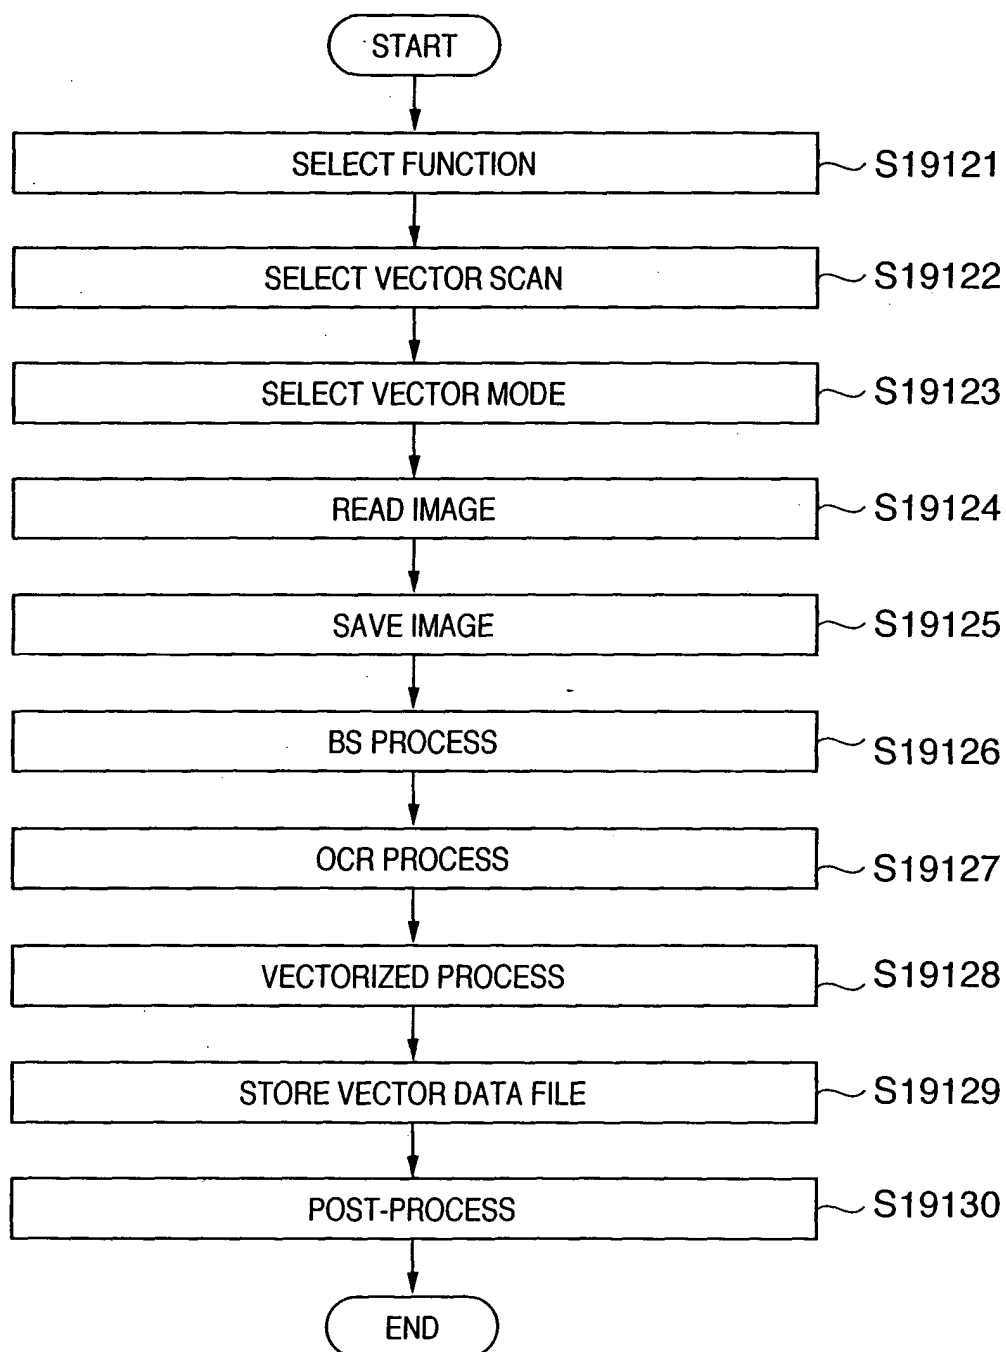 START
SELECT FUNCTION S19121
SELECT VECTOR SCAN S19122
SELECT VECTOR MODE S19123
READ IMAGE S19124
SAVE IMAGE S19125
BS PROCESS S19126
OCR PROCESS S19127
VECTORIZED PROCESS S19128
STORE VECTOR DATA FILE S19129
POST-PROCESS S19130
END